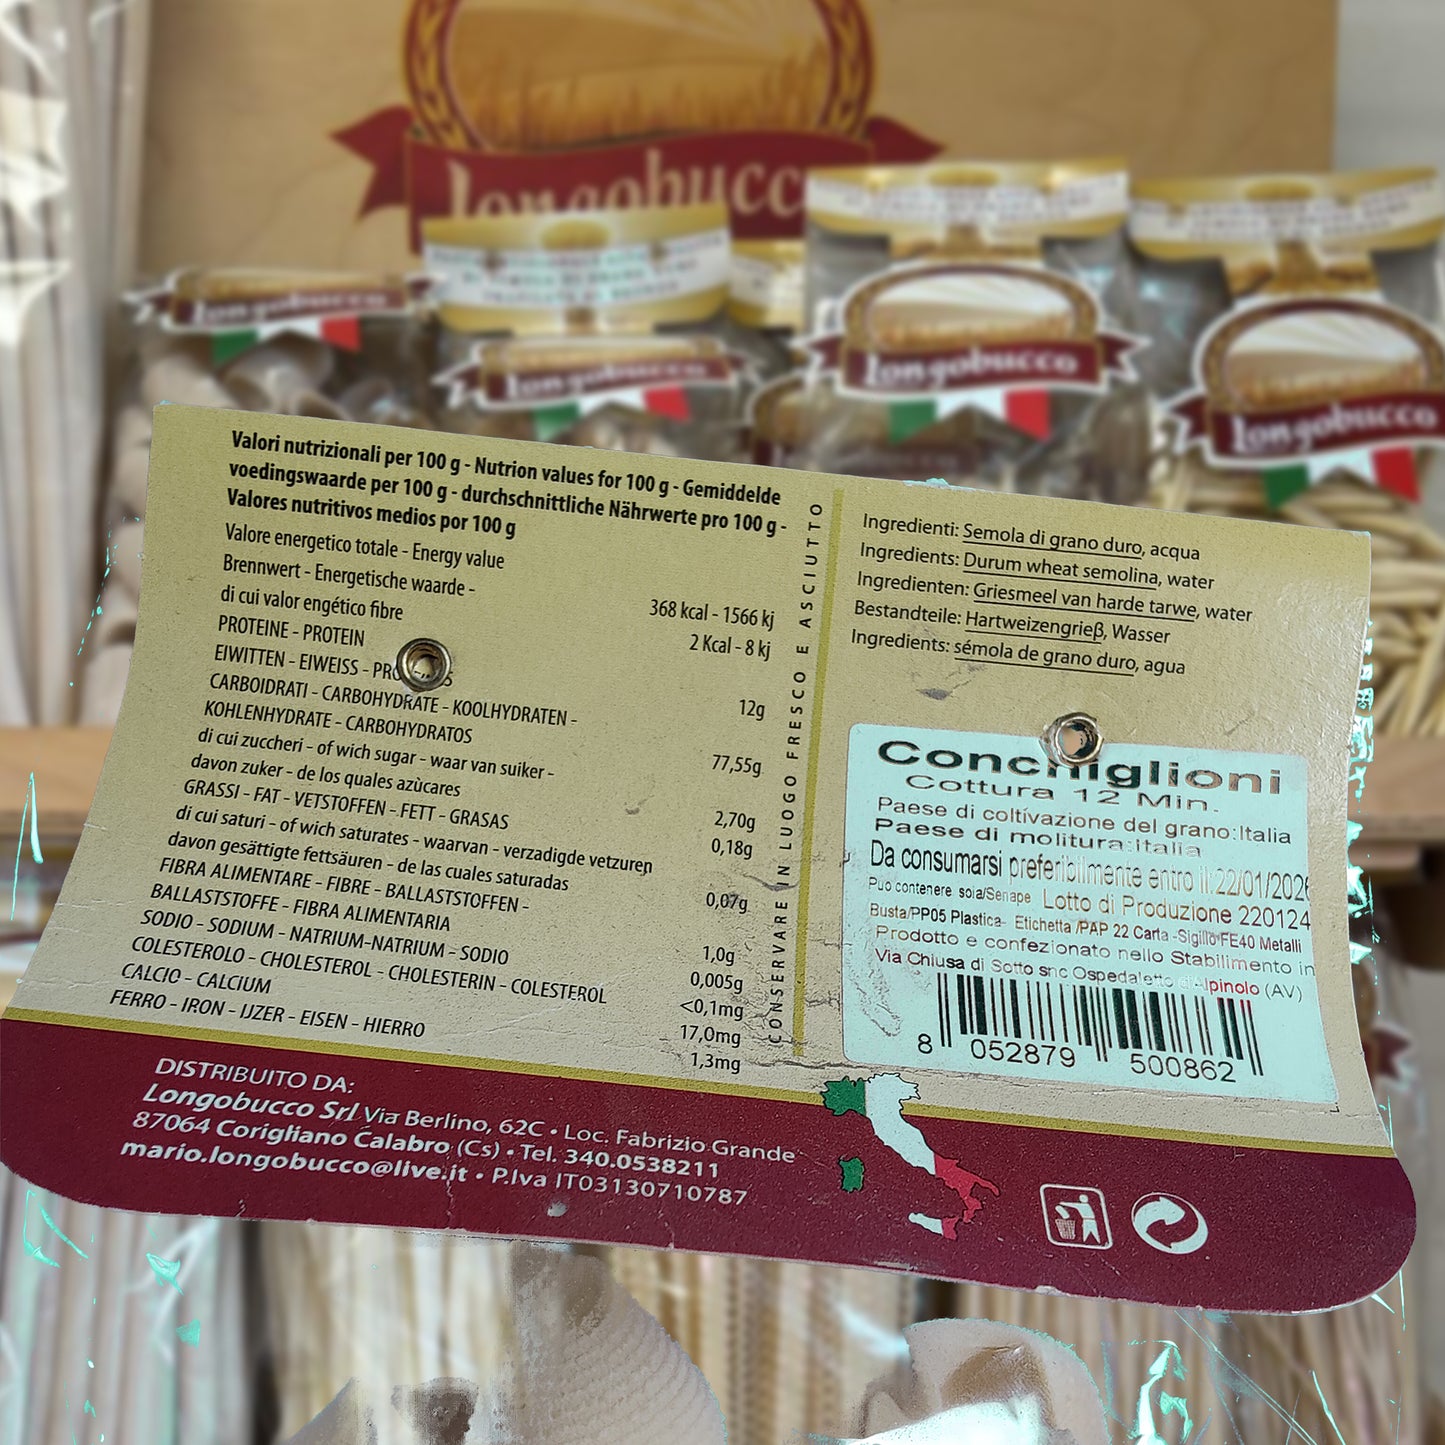 Longobucco
Longobucco
Longobucco
Longobucco
Valori nutrizionali per 100 g - Nutrion values for 100 g - Gemiddelde
voedingswaarde per 100 g - durchschnittliche Nährwerte pro 100 g -
Valores nutritivos medios por 100 g
Valore energetico totale - Energy value
Brennwert - Energetische waarde -
368 kcal - 1566 kj
di cui valor engético fibre
2 Kcal - 8 kj
PROTEINE - PROTEIN
EIWITTEN - EIWEISS -
12g
CARBOIDRATI - CARBOHYDRATE - KOOLHYDRATEN -
KOHLENHYDRATE - CARBOHYDRATOS
77,55g
di cui zuccheri - of wich sugar - waar van suiker -
davon zuker - de los quales azùcares
2,70g
GRASSI - FAT - VETSTOFFEN - FETT - GRASAS
0,18g
di cui saturi - of wich saturates - waarvan - verzadigde vetzuren
davon gesättigte fettsäuren - de las cuales saturadas
0,07g
FIBRA ALIMENTARE - FIBRE - BALLASTSTOFFEN -
BALLASTSTOFFE - FIBRA ALIMENTARIA
1,0g
SODIO - SODIUM - NATRIUM-NATRIUM - SODIO
0,005g
COLESTEROLO - CHOLESTEROL - CHOLESTERIN - COLESTEROL
<0,1mg
CALCIO - CALCIUM
17,0mg
FERRO - IRON - IJZER - EISEN - HIERRO
1,3mg
CONSERVARE IN LUOGO FRESCO E ASCIUTTO
Ingredienti: Semola di grano duro, acqua
Ingredients: Durum wheat semolina, water
Ingredienten: Griesmeel van harde tarwe, water
Bestandteile: Hartweizengrieβ, Wasser
Ingredients: sémola de grano duro, agua
Conchiglioni
Cottura 12 Min.
Paese di coltívazione del grano:Italia
Paese di molitura:italia
Da consumarsi preferibilmente entro il:22/01/2026
Puo contenere soia/Senape Lotto di Produzione 220124
Busta/PP05 Plastica- Etichetta /PAP 22 Carta -Sigillo FE40 Metalli
Prodotto e confezionato nello Stabilimento in
Via Chiusa di Sotto snc Ospedaletto d'Alpinolo (AV)
8 052879 500862
DISTRIBUITO DA:
Longobucco Srl Via Berlino, 62C • Loc. Fabrizio Grande
87064 Corigliano Calabro (Cs) • Tel. 340.0538211
mario.longobucco@live.it • P.Iva IT03130710787